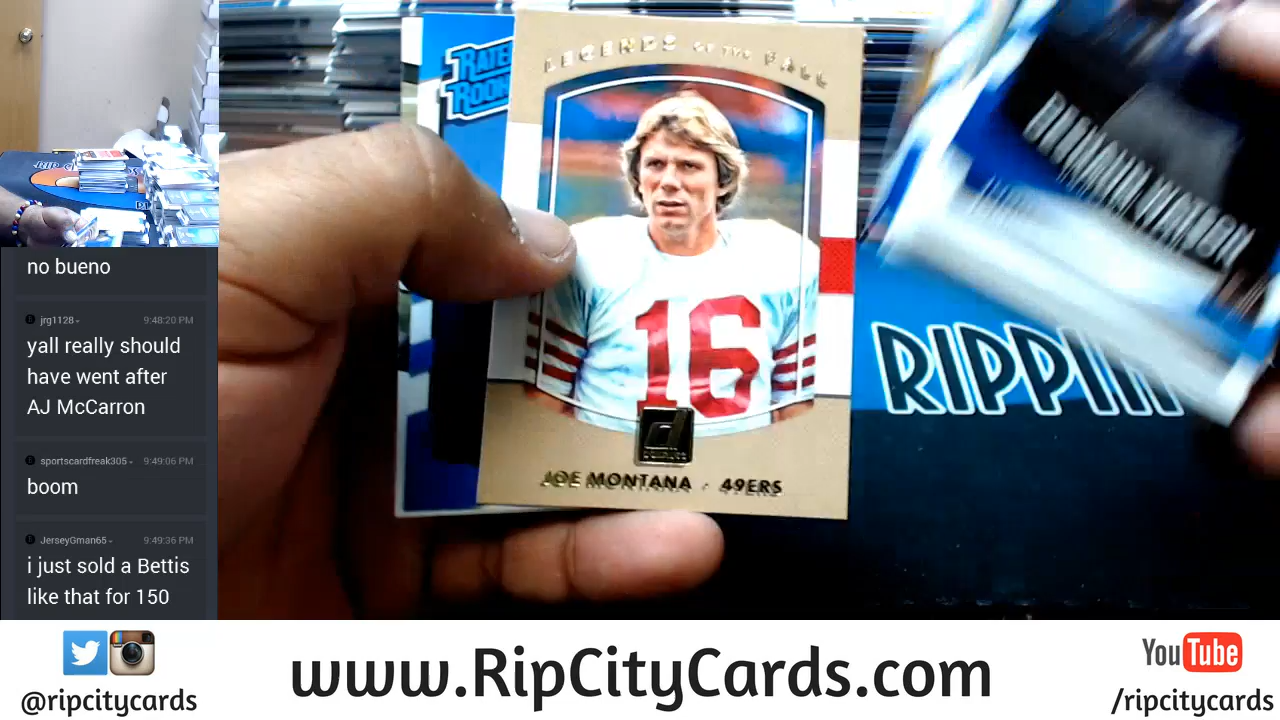 no bueno
jrg1128
9:48:20 PM
yall really should
have went after
AJ McCarron
sportscardfreak305
9:49:06 PM
boom
JerseyGman65
9:49:36 PM
i just sold a Bettis
like that for 150
RATED
ROOK
LEGENDS OF THE FALL
16
JOE MONTANA · 49ERS
RIPPIN
@ripcitycards
www.RipCityCards.com
YouTube
/ripcitycards